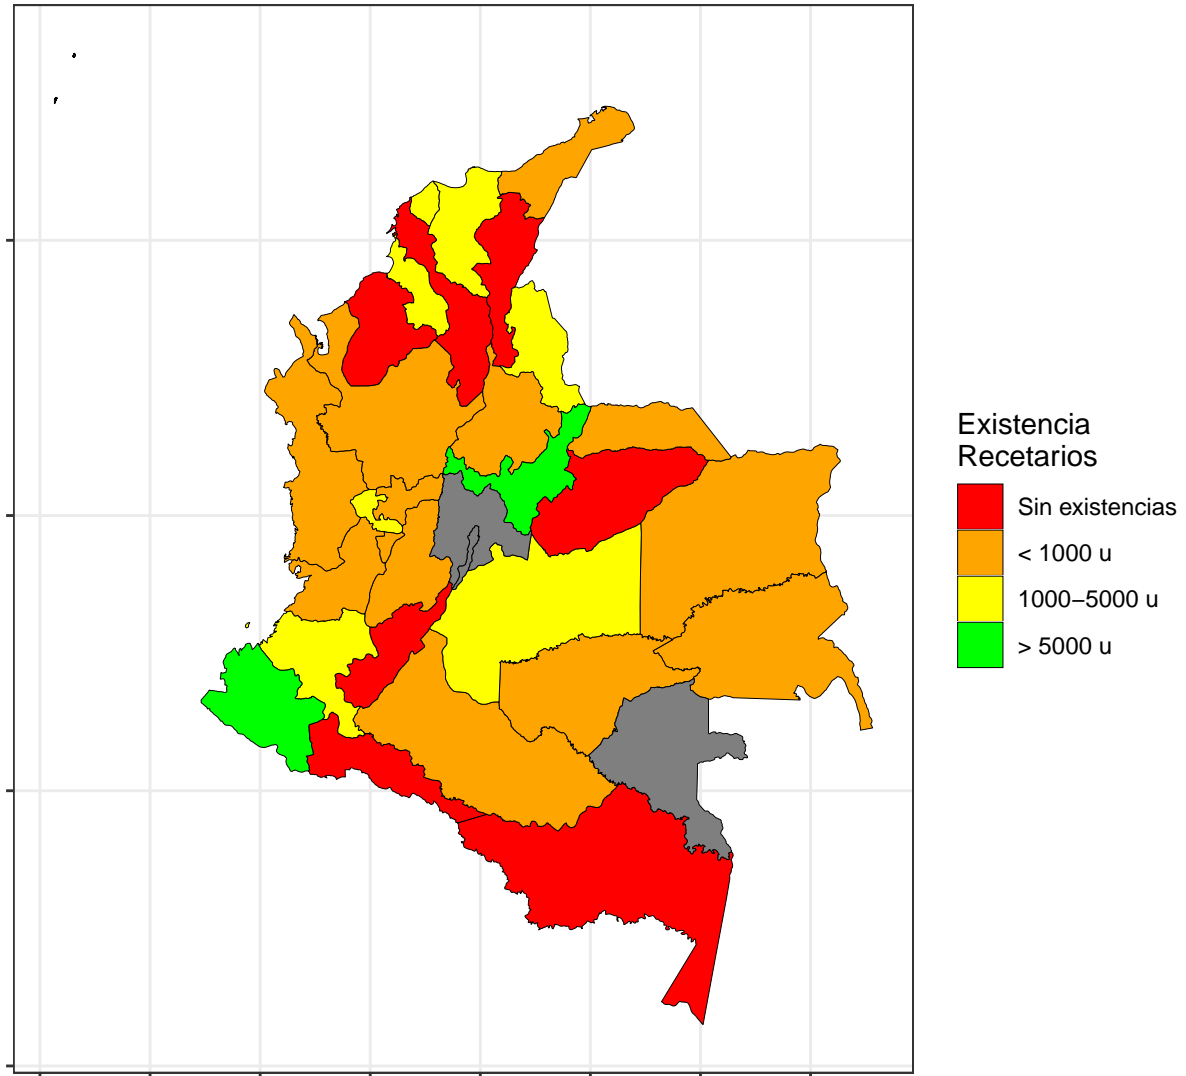 Existencia
Recetarios
Sin existencias
< 1000 u
1000−5000 u
> 5000 u